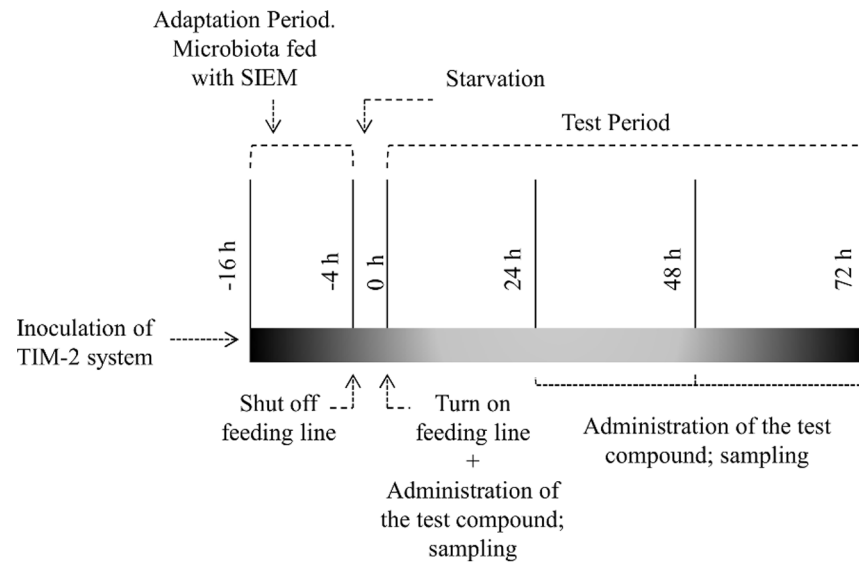 Adaptation Period.
Microbiota fed
with SIEM
Starvation
Test Period
-16 h
-4 h
0 h
24 h
48 h
72 h
Inoculation of
TIM-2 system
Shut off
feeding line
Turn on
feeding line
+
Administration of
the test compound;
sampling
Administration of the test
compound; sampling